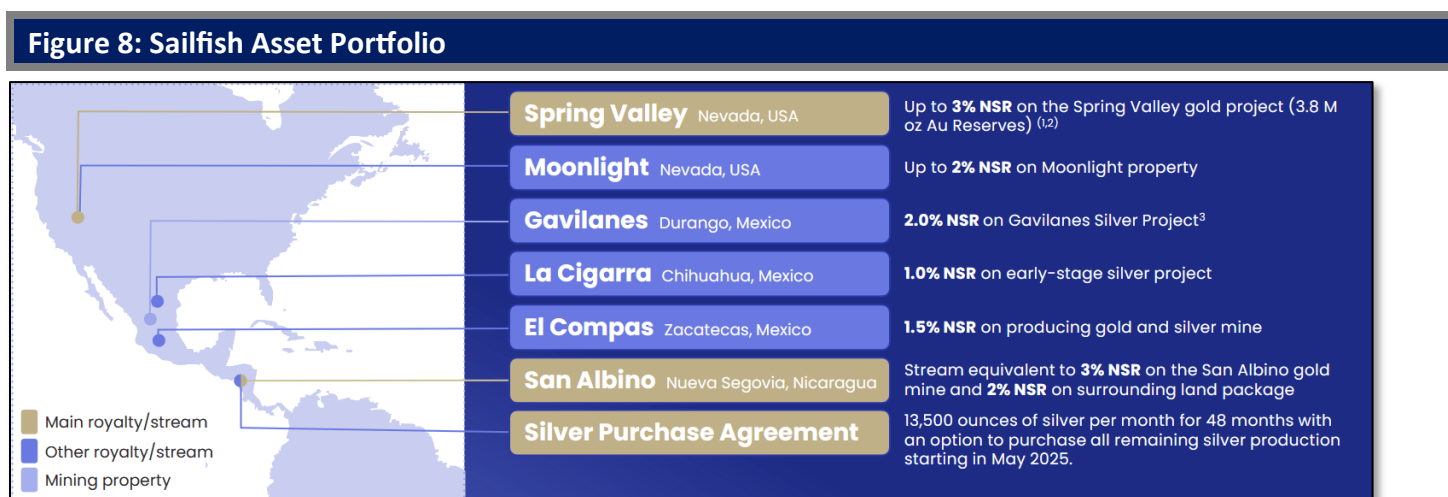 Figure 8: Sailfish Asset Portfolio
Spring Valley Nevada, USA
Up to 3% NSR on the Spring Valley gold project (3.8 M
oz Au Reserves) (1,2)
Moonlight Nevada, USA
Up to 2% NSR on Moonlight property
Gavilanes Durango, Mexico
2.0% NSR on Gavilanes Silver Project3
La Cigarra Chihuahua, Mexico
1.0% NSR on early-stage silver project
El Compas Zacatecas, Mexico
1.5% NSR on producing gold and silver mine
San Albino Nueva Segovia, Nicaragua
Stream equivalent to 3% NSR on the San Albino gold
mine and 2% NSR on surrounding land package
Silver Purchase Agreement
13,500 ounces of silver per month for 48 months with
an option to purchase all remaining silver production
starting in May 2025.
Main royalty/stream
Other royalty/stream
Mining property